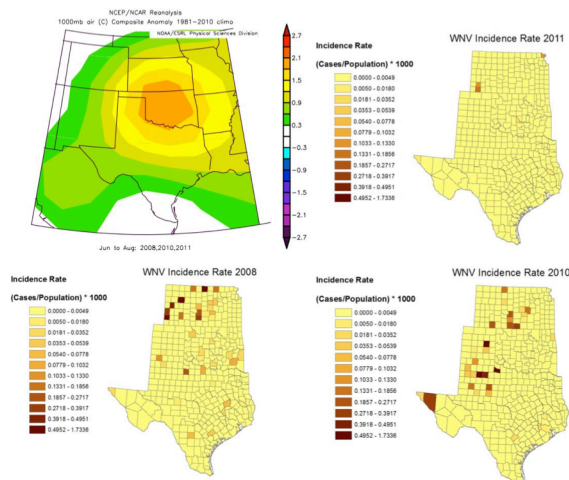 NCEP/NCAR Reanalysis
1000mb air (C) Composite Anomaly 1981-2010 climo
NOAA/ESRL Physical Sciences Division
2.7
2.1
1.5
0.9
0.3
-0.3
-0.9
-1.5
-2.1
-2.7
Jun to Aug: 2008,2010,2011
WNV Incidence Rate 2011
Incidence Rate
(Cases/Population) * 1000
0.0000 - 0.0049
0.0050 - 0.0180
0.0181 - 0.0352
0.0353 - 0.0539
0.0540 - 0.0778
0.0779 - 0.1032
0.1033 - 0.1330
0.1331 - 0.1856
0.1857 - 0.2717
0.2718 - 0.3917
0.3918 - 0.4951
0.4952 - 1.7336
WNV Incidence Rate 2008
Incidence Rate
(Cases/Population) * 1000
0.0000 - 0.0049
0.0050 - 0.0180
0.0181 - 0.0352
0.0353 - 0.0539
0.0540 - 0.0778
0.0779 - 0.1032
0.1033 - 0.1330
0.1331 - 0.1856
0.1857 - 0.2717
0.2718 - 0.3917
0.3918 - 0.4951
0.4952 - 1.7336
WNV Incidence Rate 2010
Incidence Rate
(Cases/Population) * 1000
0.0000 - 0.0049
0.0050 - 0.0180
0.0181 - 0.0352
0.0353 - 0.0539
0.0540 - 0.0778
0.0779 - 0.1032
0.1033 - 0.1330
0.1331 - 0.1856
0.1857 - 0.2717
0.2718 - 0.3917
0.3918 - 0.4951
0.4952 - 1.7336